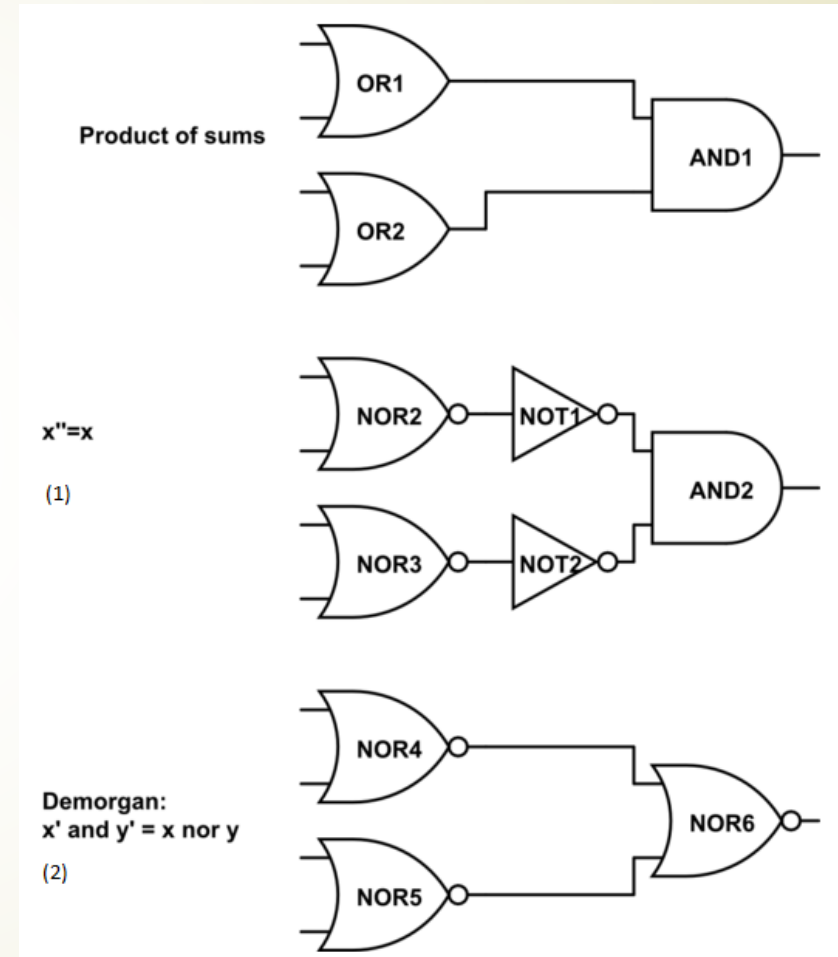 OR1
Product of sums
AND1
OR2
NOR2
NOT1
x"=x
(1)
AND2
NOR3
NOT2
NOR4
Demorgan:
x' and y' = x nor y
NOR6
(2)
NOR5